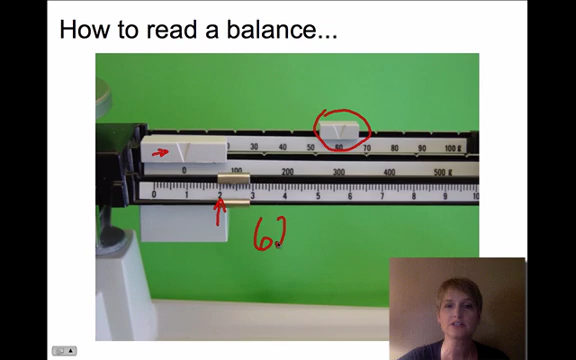 How to read a balance...
30 40 50 60 70 80 90 100 g
0 100 200 300 400 500 g
0 1 2 3 4 5 6 7 8 9 10
62